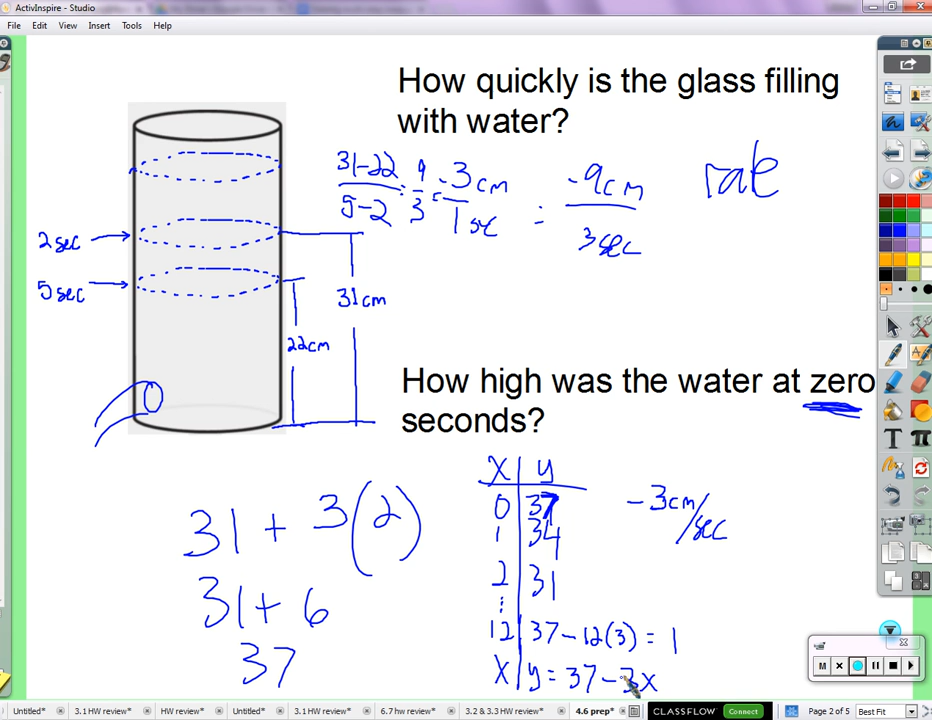 ActivInspire - Studio
File Edit View Insert Tools Help
How quickly is the glass filling
with water?
31-22
5-2
= 9
3
= -3cm
1sec
= -9cm
3sec
rate
2sec
5sec
31cm
22cm
How high was the water at zero
seconds?
31 + 3(2)
31 + 6
37
x | y
0 | 37
1 | 34
2 | 31
⋮
12 | 37 - 12(3) = 1
x | y = 37 - 3x
-3cm/sec
Untitled* 3.1 HW review* HW review* Untitled* 3.1 HW review* 6.7 hw review* 3.2 & 3.3 HW review* 4.6 prep* CLASSFLOW Connect Page 2 of 5 Best Fit